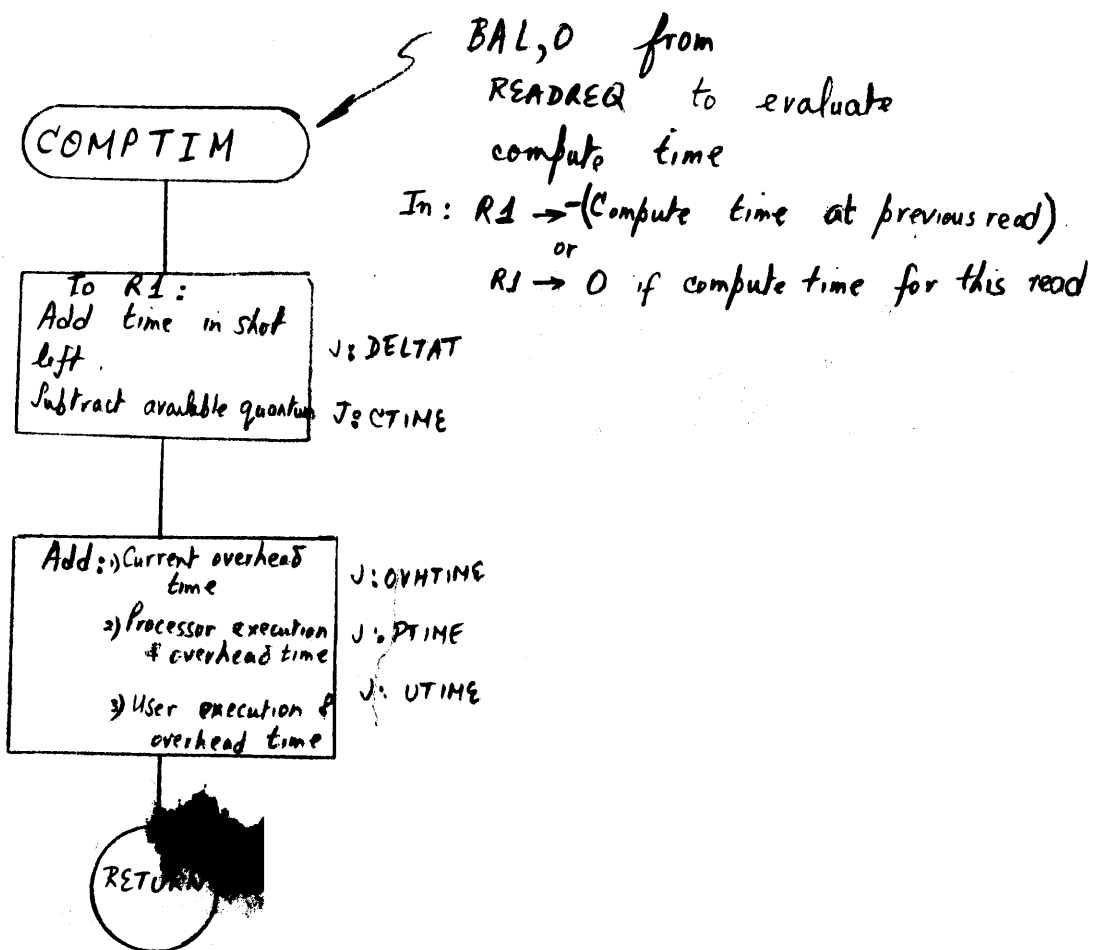 BAL,0 from
READREQ to evaluate
compute time
COMPTIM
In: R1 → -(Compute time at previous read)
or
R1 → 0 if compute time for this read
To R1:
Add time in shot
left.
J: DELTAT
Subtract available quantum
J: CTIME
Add: 1) Current overhead
time
J: OVHTIME
2) Processor execution
& overhead time
J: PTIME
3) User execution &
overhead time
J: UTIME
RETURN